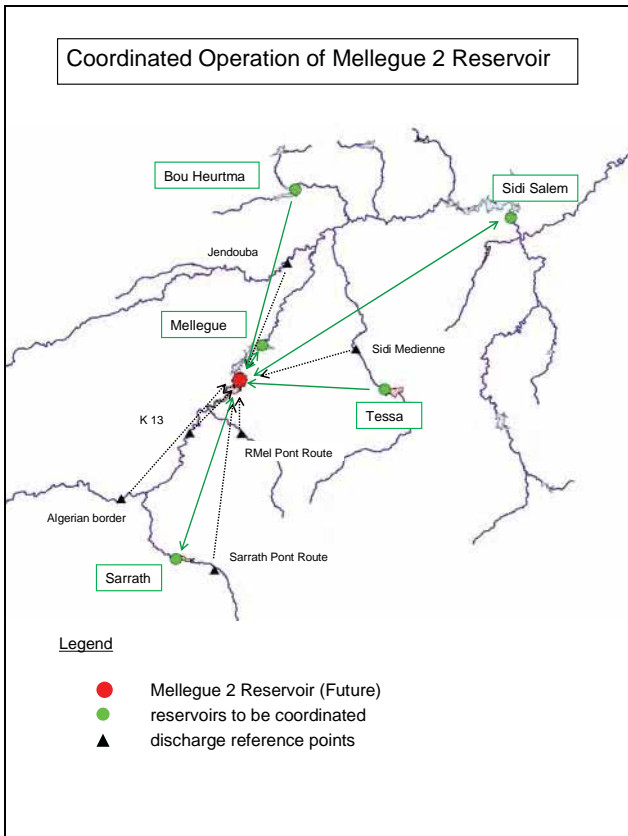 Coordinated Operation of Mellegue 2 Reservoir
Bou Heurtma
Sidi Salem
Jendouba
Mellegue
Sidi Medienne
Tessa
K 13
RMel Pont Route
Algerian border
Sarrath Pont Route
Sarrath
Legend
Mellegue 2 Reservoir (Future)
reservoirs to be coordinated
discharge reference points